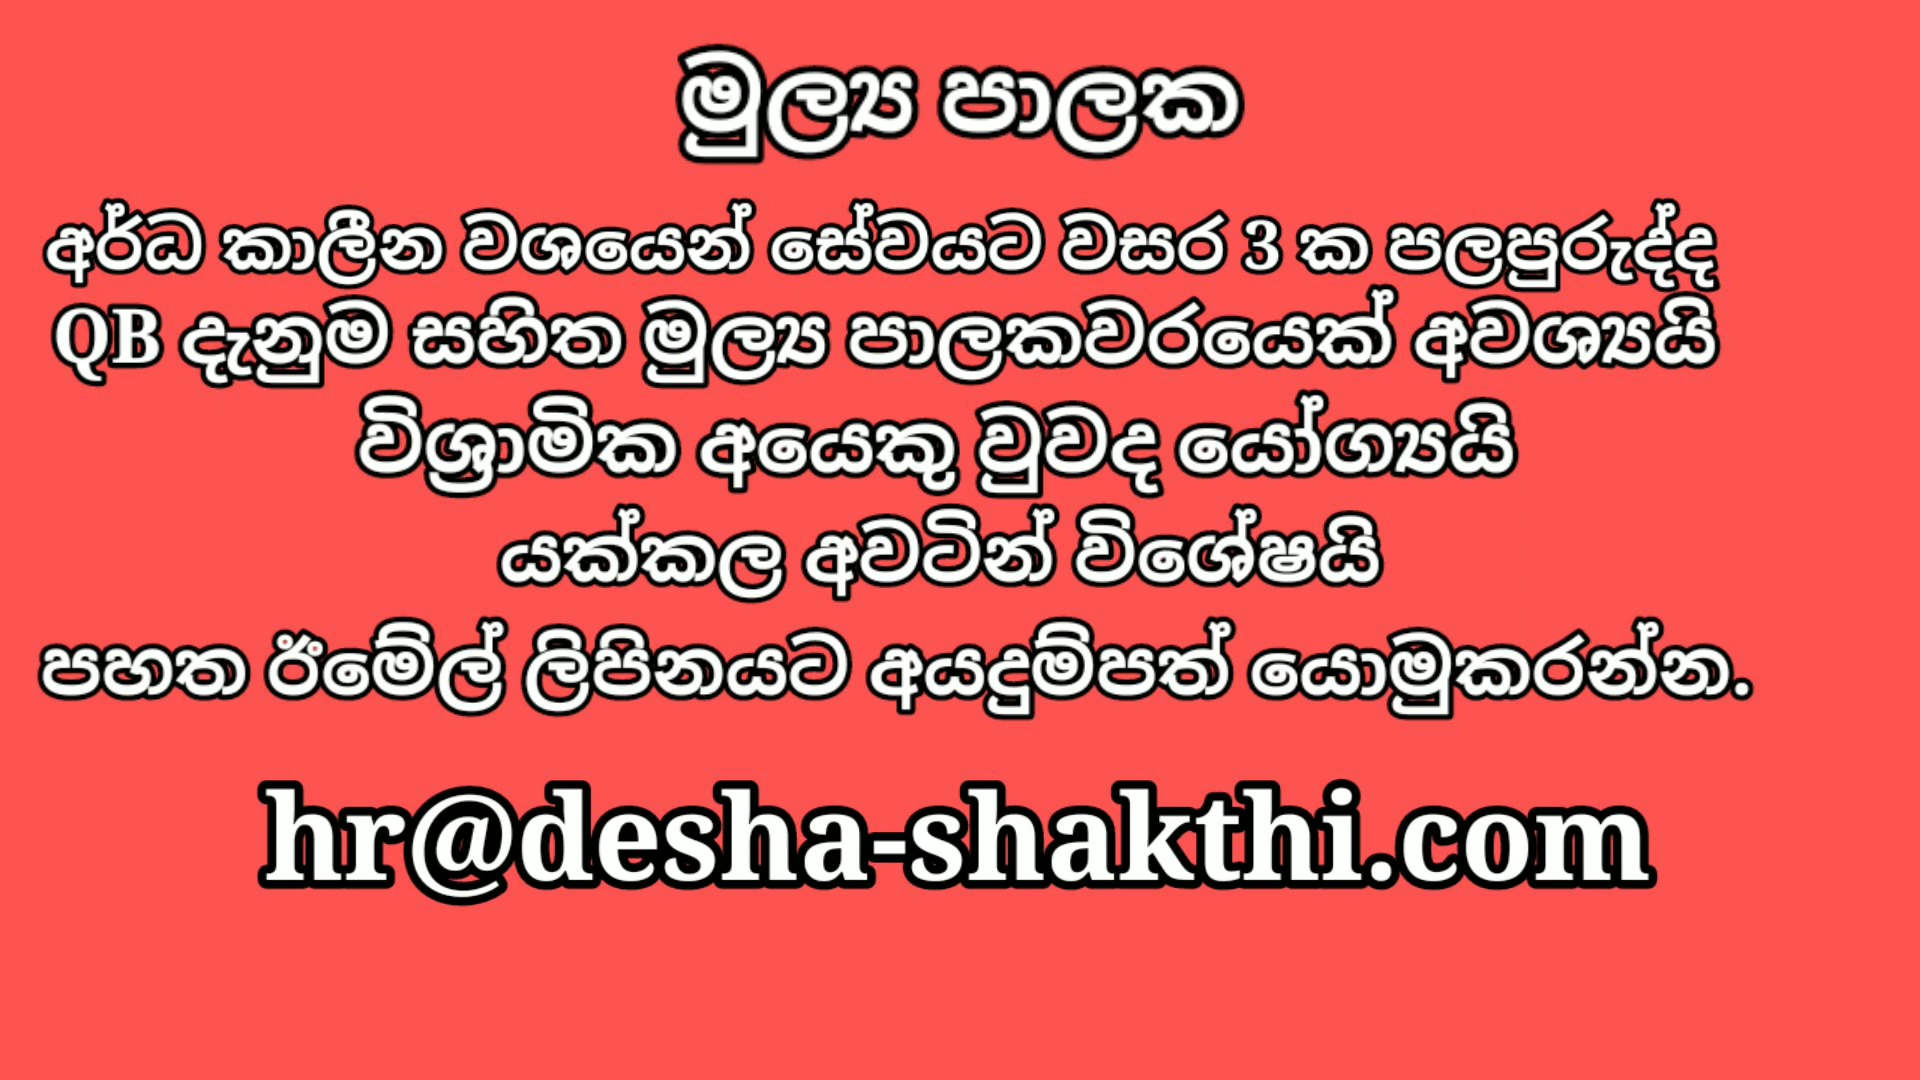 මුල්‍ය පාලක
අර්ධ කාලීන වශයෙන් සේවයට වසර 3 ක පලපුරුද්ද
QB දැනුම සහිත මුල්‍ය පාලකවරයෙක් අවශ්‍යයි
විශ්‍රාමික අයෙකු වුවද යෝග්‍යයි
යක්කල අවටින් විශේෂයි
පහත ඊමේල් ලිපිනයට අයදුම්පත් යොමුකරන්න.
hr@desha-shakthi.com